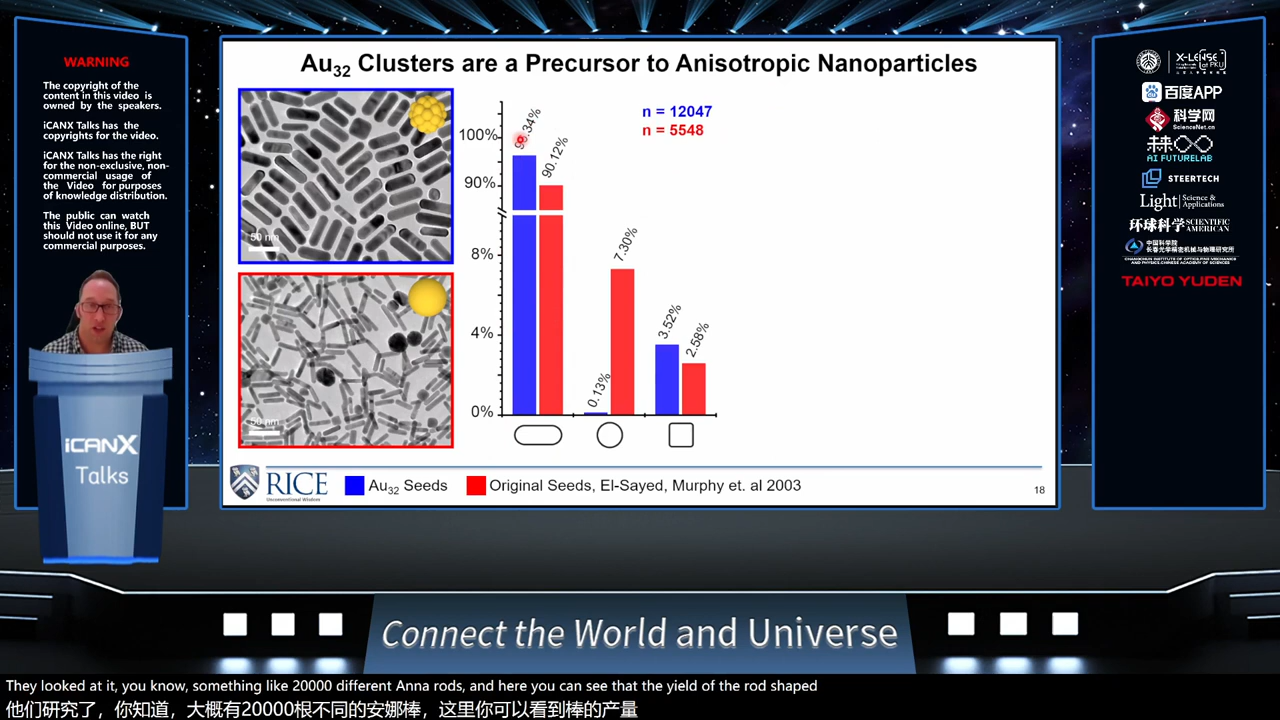 WARNING
The copyright of the
content in this video is
owned by the speakers.
iCANX Talks has the
copyrights for the video.
iCANX Talks has the right
for the non-exclusive, non-
commercial usage of
the Video for purposes
of knowledge distribution.
The public can watch
this Video online, BUT
should not use it for any
commercial purposes.
iCANX
Talks
Au32 Clusters are a Precursor to Anisotropic Nanoparticles
50 nm
50 nm
n = 12047
n = 5548
100%
90%
8%
4%
0%
90.12%
0.13%
7.30%
3.52%
2.58%
RICE
Unconventional Wisdom
Au32 Seeds
Original Seeds, El-Sayed, Murphy et. al 2003
18
X-LENSE
百度APP
科学网
ScienceNet.cn
AI FUTURELAB
STEERTECH
Light Science & Applications
环球科学 SCIENTIFIC AMERICAN
中国科学院
长春光学精密机械与物理研究所
CHANGCHUN INSTITUTE OF OPTICS, FINE MECHANICS
AND PHYSICS, CHINESE ACADEMY OF SCIENCES
TAIYO YUDEN
Connect the World and Universe
They looked at it, you know, something like 20000 different Anna rods, and here you can see that the yield of the rod shaped
他们研究了，你知道，大概有20000根不同的安娜棒，这里你可以看到棒的产量